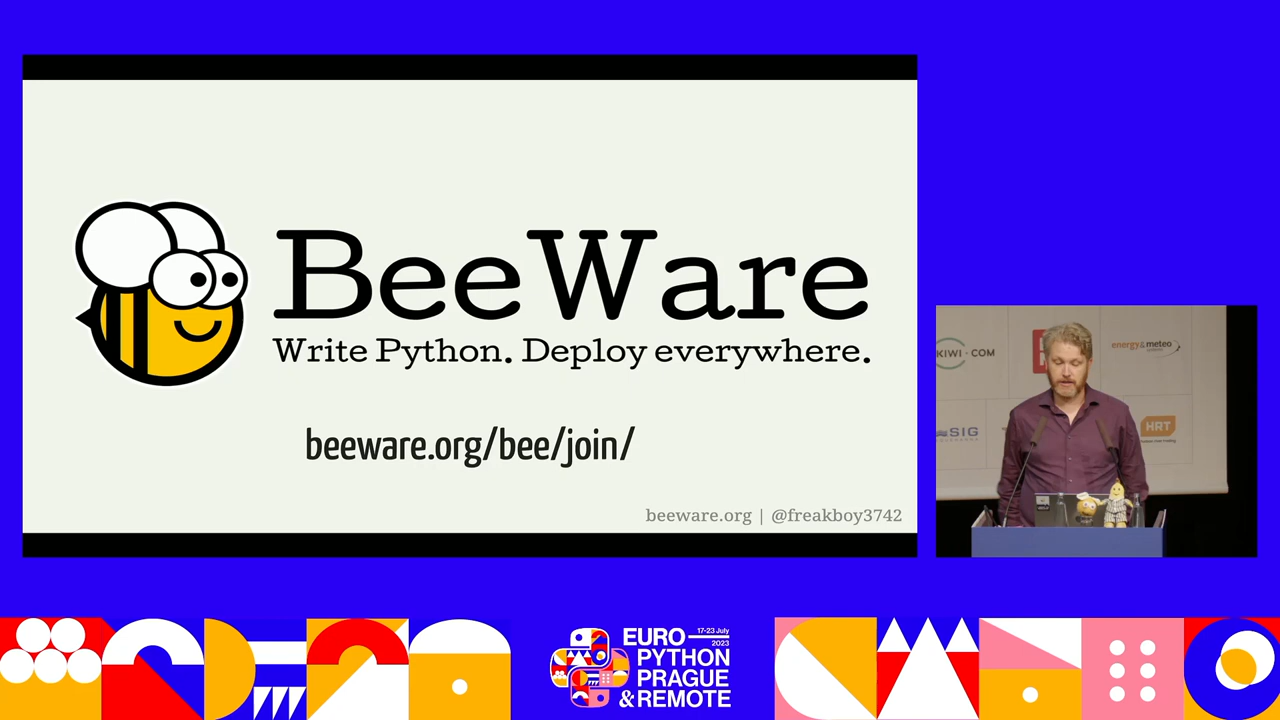 BeeWare
Write Python. Deploy everywhere.
beeware.org/bee/join/
beeware.org | @freakboy3742
KIWI.COM
energy & meteo
systems
SIG
HRT
EURO
17-23 July
2023
PYTHON
PRAGUE
& REMOTE